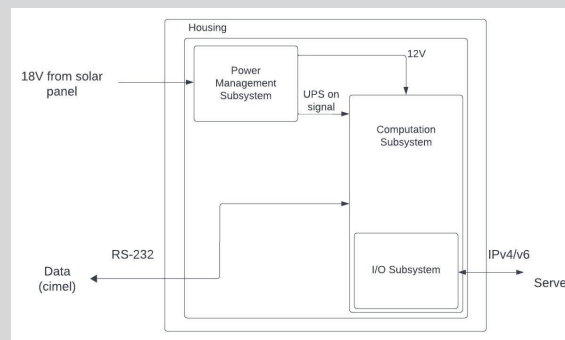 Housing
18V from solar
panel
Power
Management
Subsystem
12V
UPS on
signal
Computation
Subsystem
RS-232
Data
(cimel)
I/O Subsystem
IPv4/v6
Serve